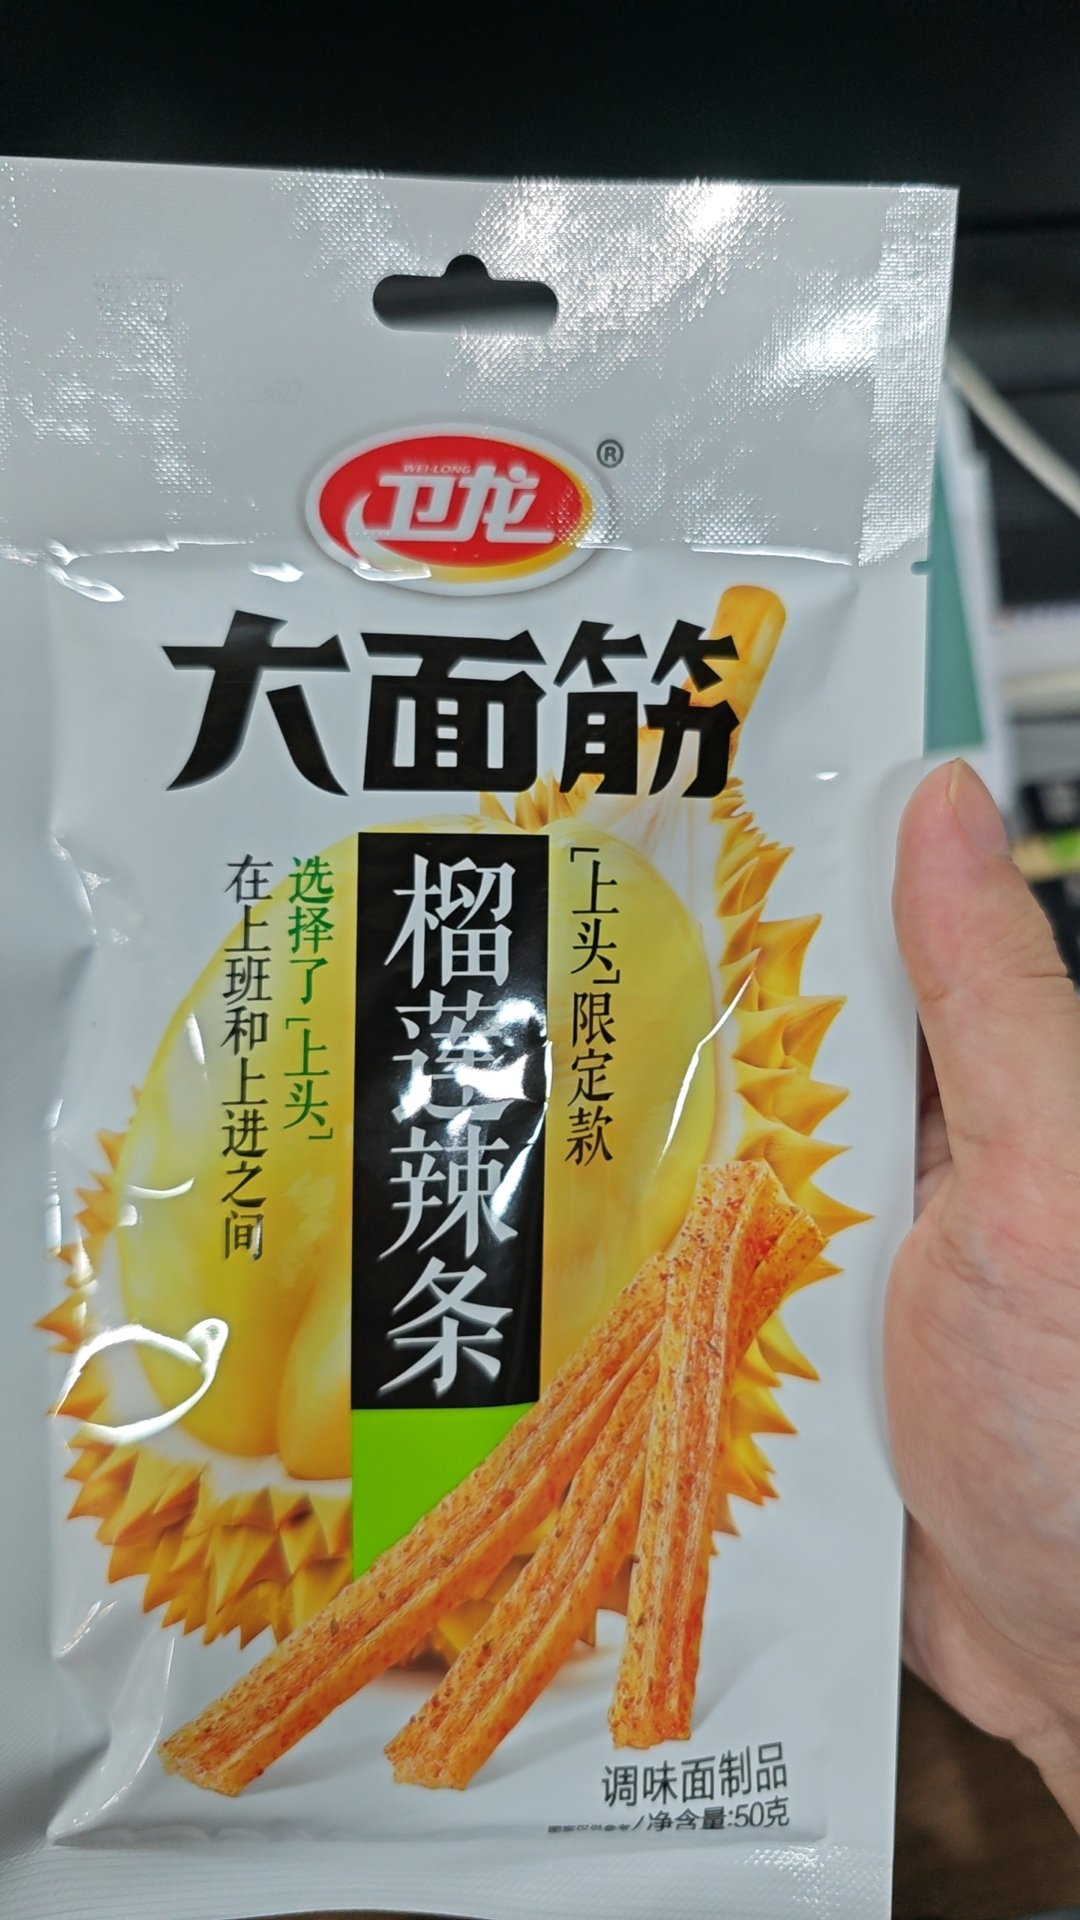 WEI-LONG
卫龙®
大面筋
「上头」限定款
榴莲辣条
选择了「上头」
在上班和上进之间
调味面制品
/净含量:50克